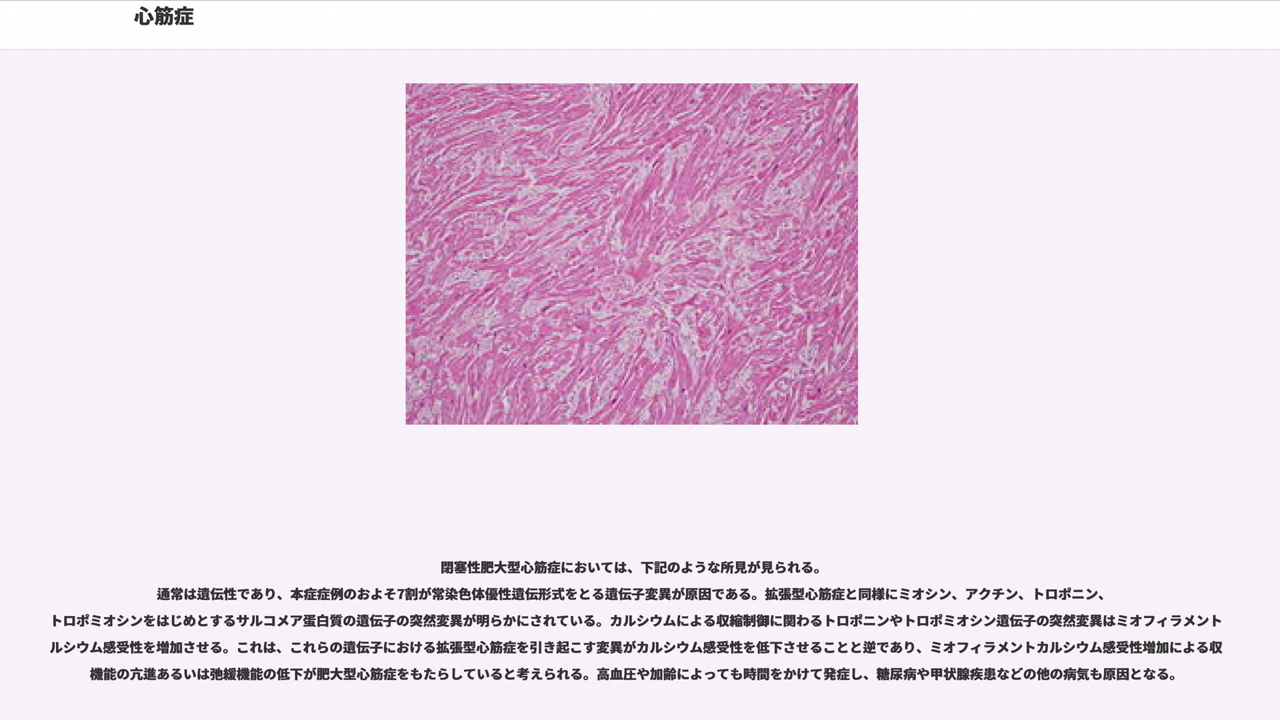 心筋症
閉塞性肥大型心筋症においては、下記のような所見が見られる。
通常は遺伝性であり、本症症例のおよそ7割が常染色体優性遺伝形式をとる遺伝子変異が原因である。拡張型心筋症と同様にミオシン、アクチン、トロポニン、
トロポミオシンをはじめとするサルコメア蛋白質の遺伝子の突然変異が明らかにされている。カルシウムによる収縮制御に関わるトロポニンやトロポミオシン遺伝子の突然変異はミオフィラメント
ルシウム感受性を増加させる。これは、これらの遺伝子における拡張型心筋症を引き起こす変異がカルシウム感受性を低下させることと逆であり、ミオフィラメントカルシウム感受性増加による収
機能の亢進あるいは弛緩機能の低下が肥大型心筋症をもたらしていると考えられる。高血圧や加齢によっても時間をかけて発症し、糖尿病や甲状腺疾患などの他の病気も原因となる。